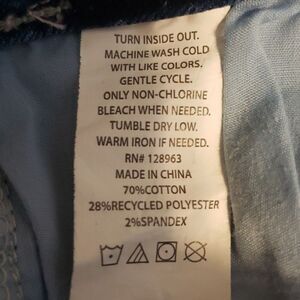 TURN INSIDE OUT.
MACHINE WASH COLD
WITH LIKE COLORS.
GENTLE CYCLE.
ONLY NON-CHLORINE
BLEACH WHEN NEEDED.
TUMBLE DRY LOW.
WARM IRON IF NEEDED.
RN# 128963
MADE IN CHINA
70%COTTON
28%RECYCLED POLYESTER
2%SPANDEX